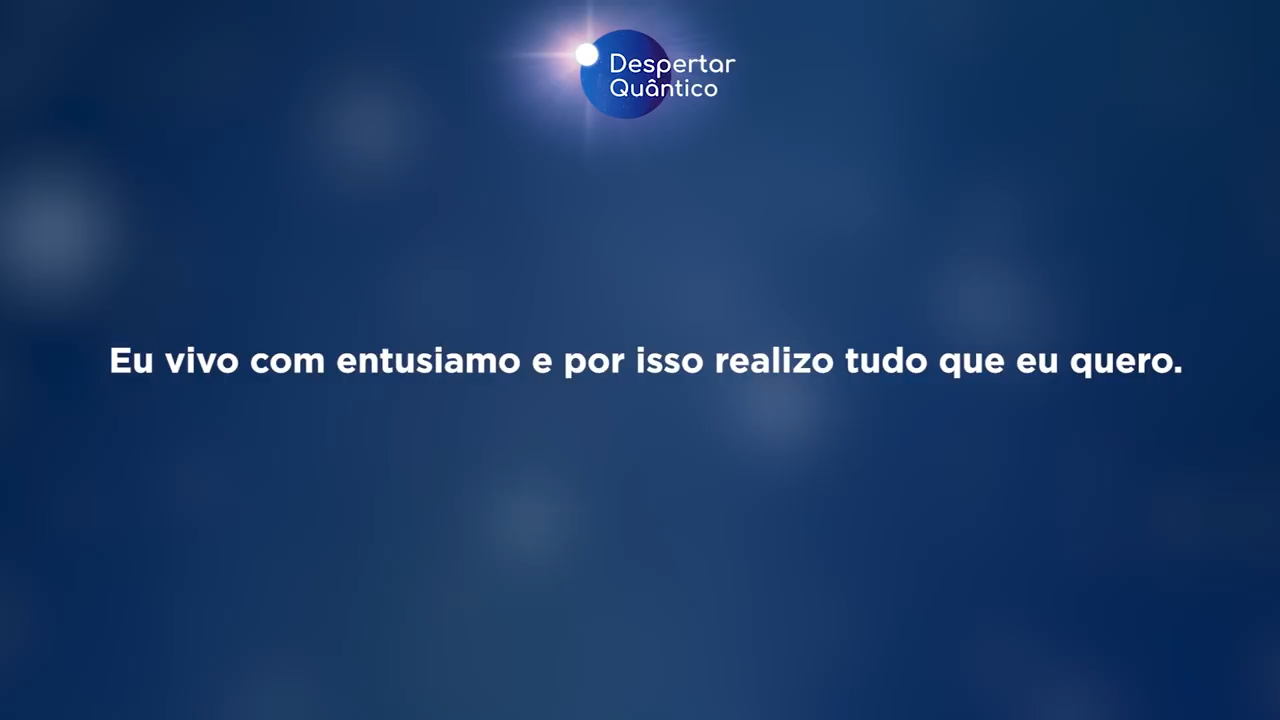 Despertar
Quântico
Eu vivo com entusiamo e por isso realizo tudo que eu quero.